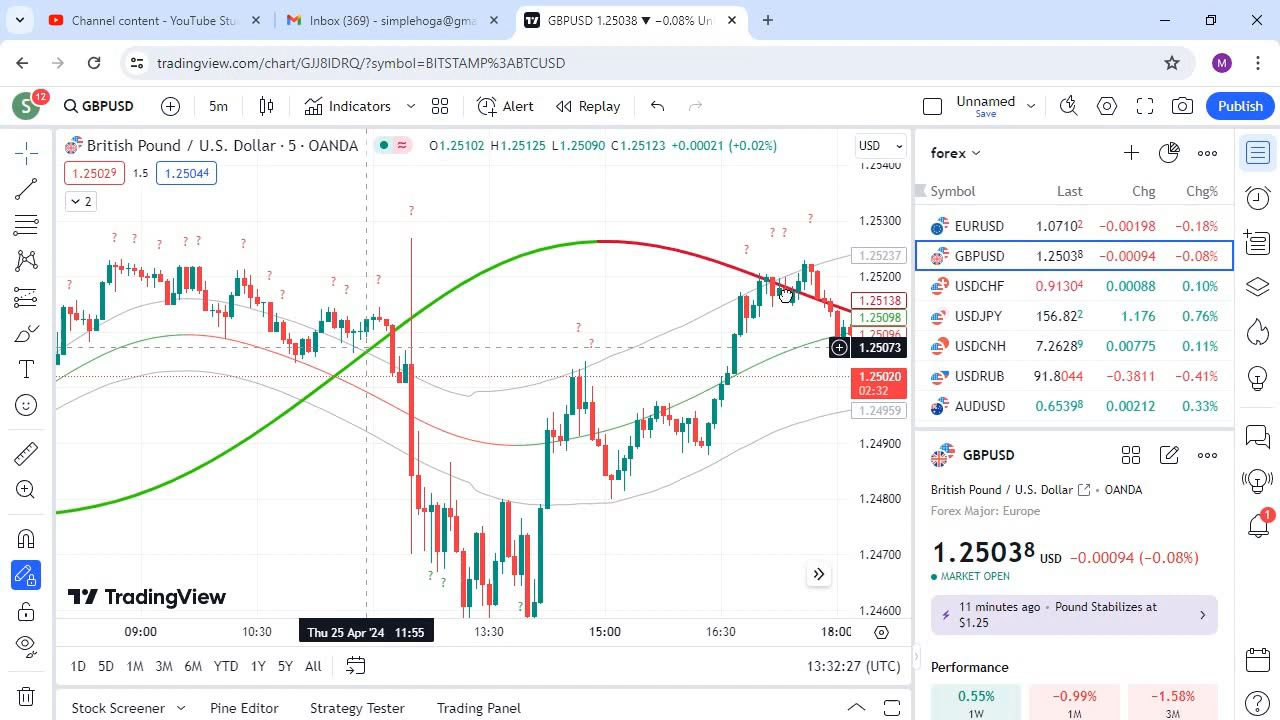 Channel content - YouTube Stu
Inbox (369) - simplehoga@gma
GBPUSD 1.25038 ▼ −0.08% Un
tradingview.com/chart/GJJ8IDRQ/?symbol=BITSTAMP%3ABTCUSD
M
S 12
GBPUSD
5m
Indicators
Alert
Replay
Unnamed
Save
Publish
British Pound / U.S. Dollar · 5 · OANDA
O1.25102 H1.25125 L1.25090 C1.25123 +0.00021 (+0.02%)
USD
1.25029 1.5 1.25044
2
1.25400
1.25300
1.25237
1.25200
1.25138
1.25098
1.25096
1.25073
1.25020
02:32
1.24959
1.24900
1.24800
1.24700
1.24600
TradingView
09:00 10:30 Thu 25 Apr '24 11:55 13:30 15:00 16:30 18:00
1D 5D 1M 3M 6M YTD 1Y 5Y All
13:32:27 (UTC)
Stock Screener Pine Editor Strategy Tester Trading Panel
forex
Symbol Last Chg Chg%
EURUSD 1.07102 −0.00198 −0.18%
GBPUSD 1.25038 −0.00094 −0.08%
USDCHF 0.91304 0.00088 0.10%
USDJPY 156.822 1.176 0.76%
USDCNH 7.26289 0.00775 0.11%
USDRUB 91.8044 −0.3811 −0.41%
AUDUSD 0.65398 0.00212 0.33%
GBPUSD
British Pound / U.S. Dollar • OANDA
Forex Major: Europe
1.25038 USD −0.00094 (−0.08%)
MARKET OPEN
11 minutes ago • Pound Stabilizes at
$1.25
Performance
0.55% −0.99% −1.58%
1W 1M 3M
1